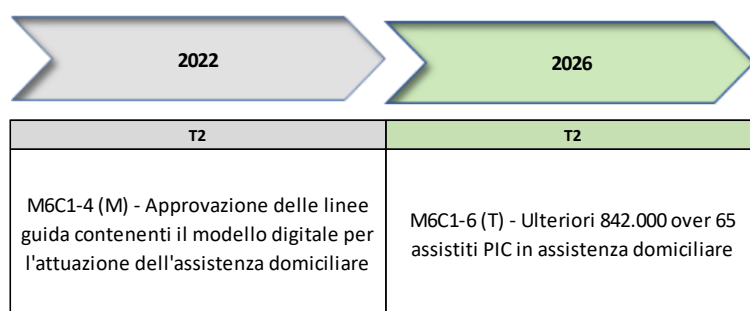 2022
2026
T2
T2
M6C1-4 (M) - Approvazione delle linee
guida contenenti il modello digitale per
l'attuazione dell'assistenza domiciliare
M6C1-6 (T) - Ulteriori 842.000 over 65
assistiti PIC in assistenza domiciliare